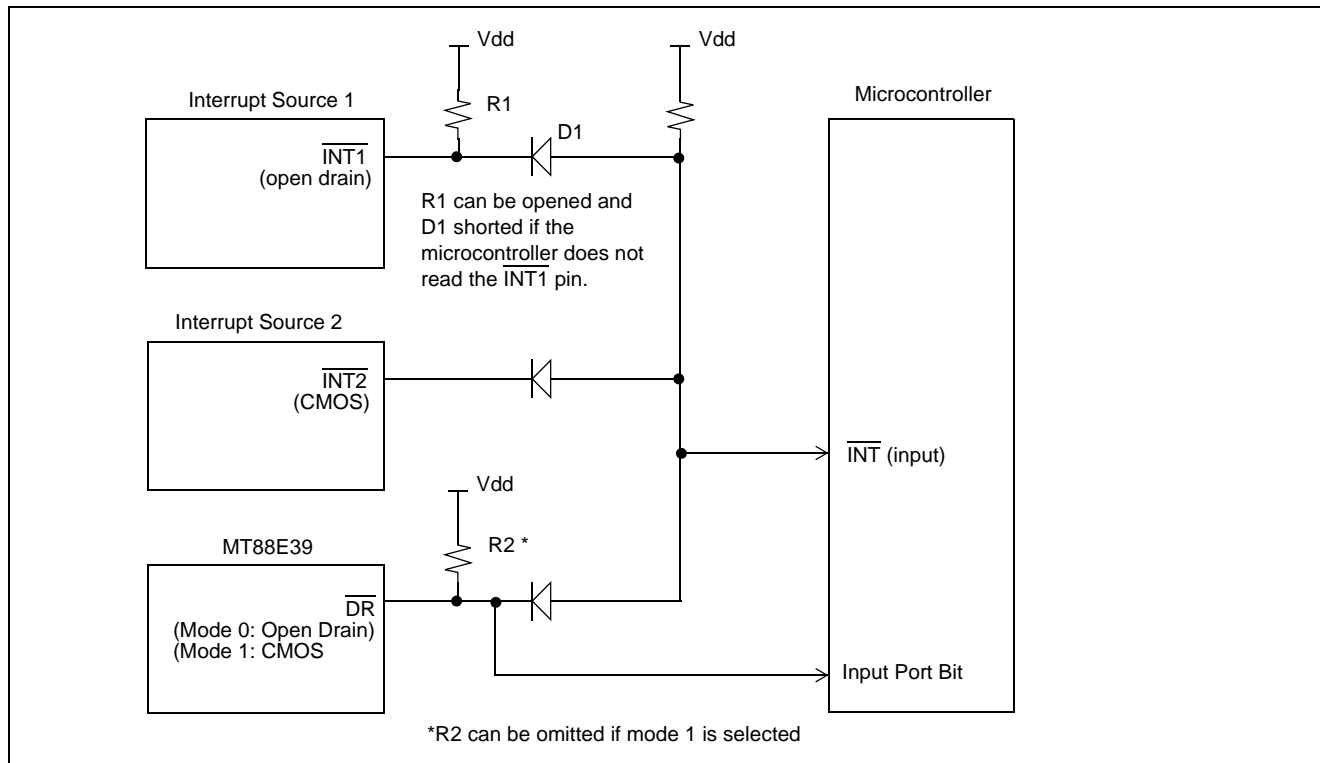 Vdd
Vdd
Interrupt Source 1
R1
Microcontroller
D1
INT1
(open drain)
R1 can be opened and
D1 shorted if the
microcontroller does not
read the INT1 pin.
Interrupt Source 2
INT2
(CMOS)
INT (input)
Vdd
MT88E39
R2 *
DR
(Mode 0: Open Drain)
(Mode 1: CMOS
Input Port Bit
*R2 can be omitted if mode 1 is selected